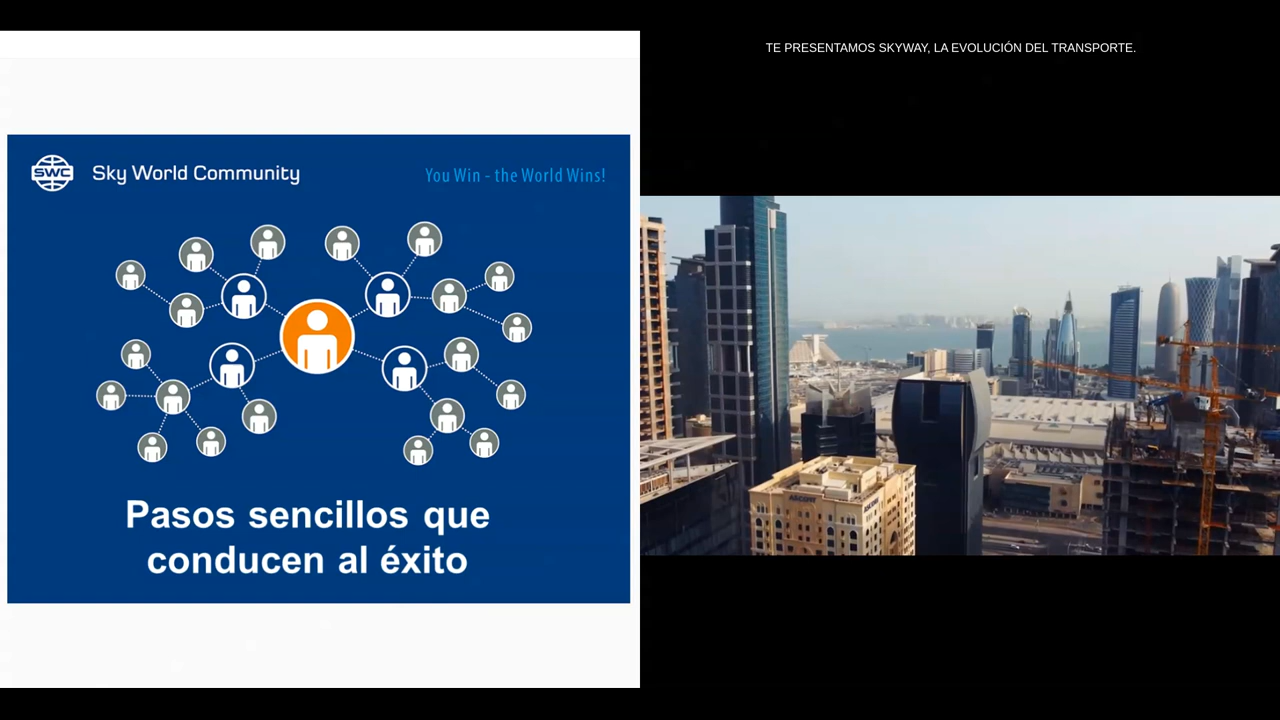 SWC
Sky World Community
You Win - the World Wins!
Pasos sencillos que
conducen al éxito
TE PRESENTAMOS SKYWAY, LA EVOLUCIÓN DEL TRANSPORTE.
ASCOTT